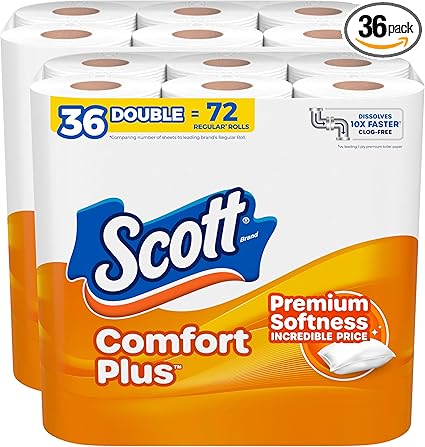 36 pack
36 DOUBLE = 72
REGULAR* ROLLS
*Comparing number of sheets to leading brand's Regular Roll.
DISSOLVES
10X FASTER*
CLOG-FREE
Scott®
Brand
Comfort
Plus™
Premium
Softness
INCREDIBLE PRICE